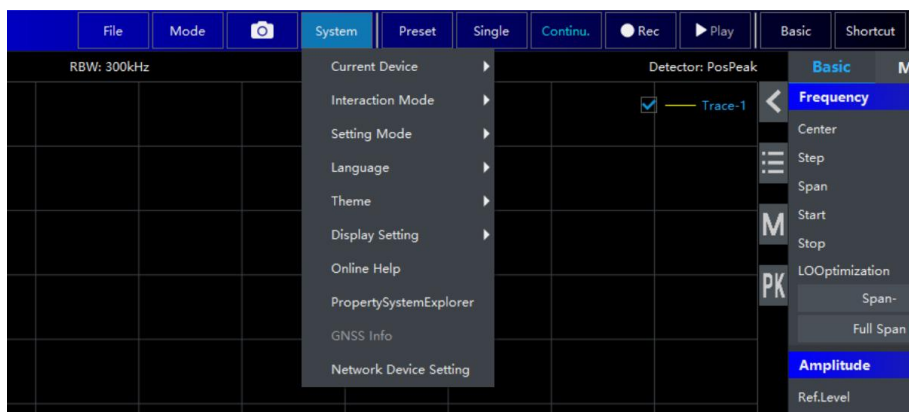 File Mode System Preset Single Continu. Rec Play Basic Shortcut
RBW: 300kHz Detector: PosPeak
Trace-1
Current Device
Interaction Mode
Setting Mode
Language
Theme
Display Setting
Online Help
PropertySystemExplorer
GNSS Info
Network Device Setting
M
PK
Basic M
Frequency
Center
Step
Span
Start
Stop
LOOptimization
Span-
Full Span
Amplitude
Ref.Level